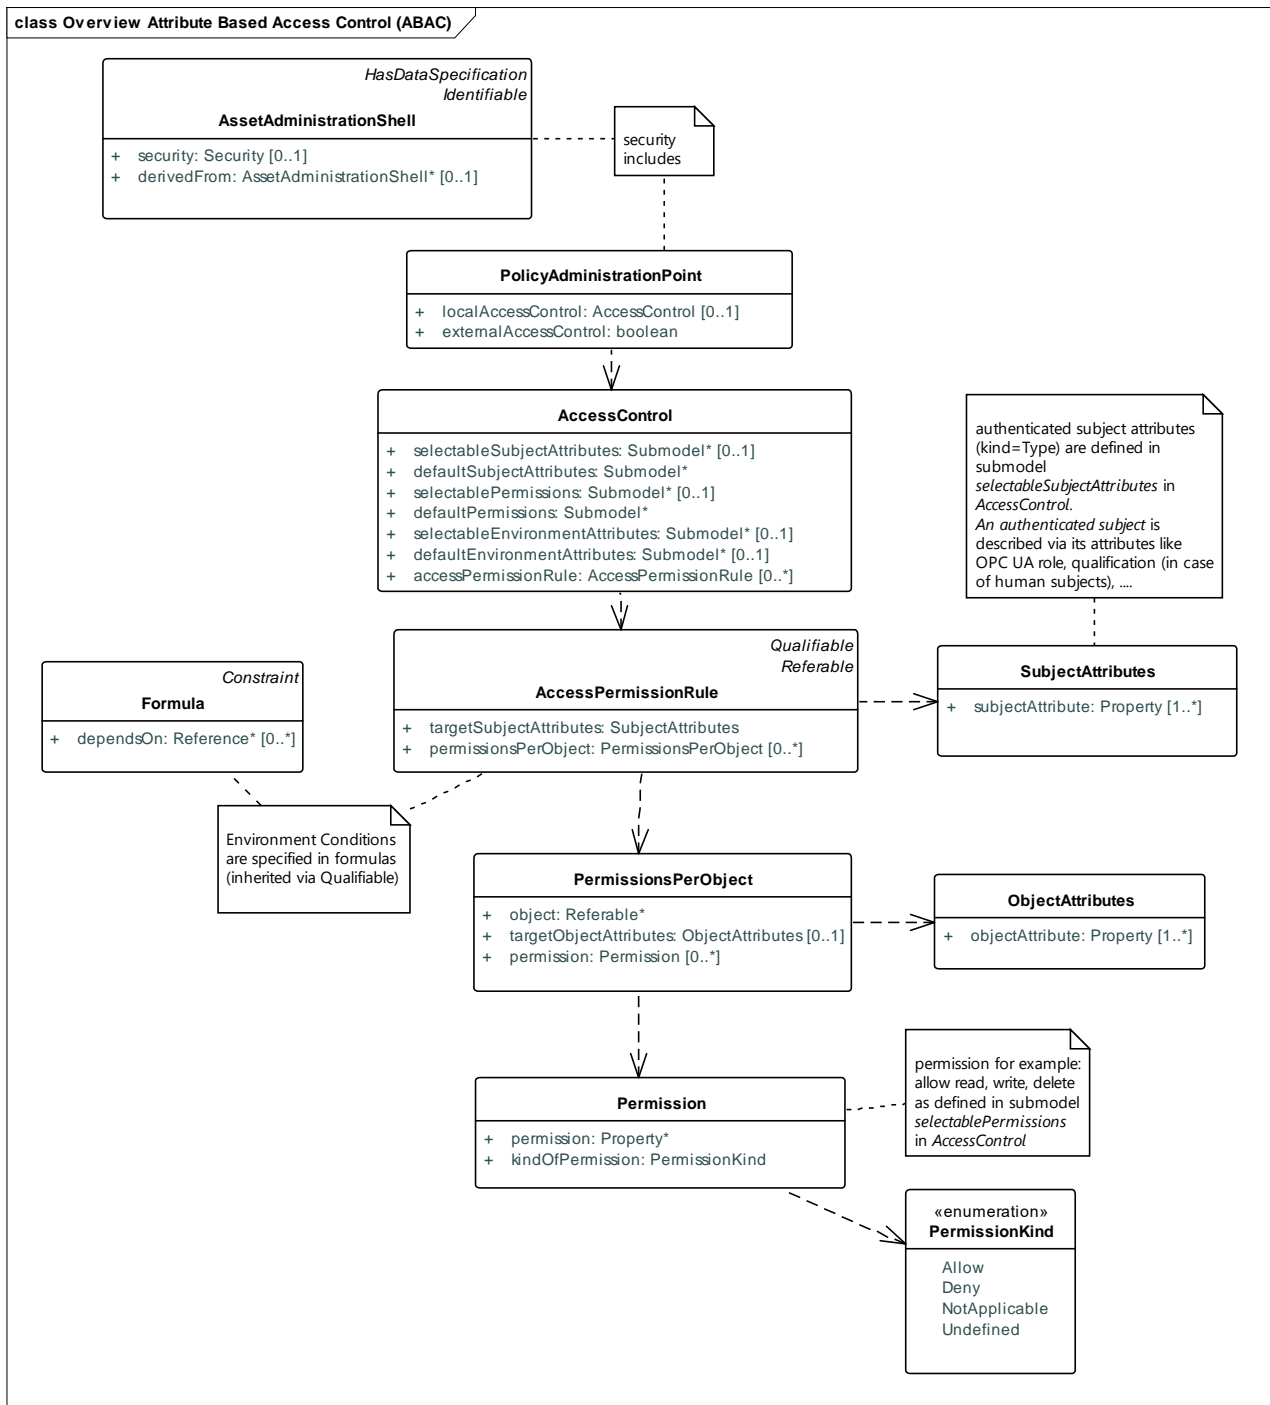 class Overview Attribute Based Access Control (ABAC)
HasDataSpecification
Identifiable
AssetAdministrationShell
+ security: Security [0..1]
+ derivedFrom: AssetAdministrationShell* [0..1]
security
includes
PolicyAdministrationPoint
+ localAccessControl: AccessControl [0..1]
+ externalAccessControl: boolean
AccessControl
+ selectableSubjectAttributes: Submodel* [0..1]
+ defaultSubjectAttributes: Submodel*
+ selectablePermissions: Submodel* [0..1]
+ defaultPermissions: Submodel*
+ selectableEnvironmentAttributes: Submodel* [0..1]
+ defaultEnvironmentAttributes: Submodel* [0..1]
+ accessPermissionRule: AccessPermissionRule [0..*]
authenticated subject attributes
(kind=Type) are defined in
submodel
selectableSubjectAttributes in
AccessControl.
An authenticated subject is
described via its attributes like
OPC UA role, qualification (in case
of human subjects), ....
Qualifiable
Referable
AccessPermissionRule
+ targetSubjectAttributes: SubjectAttributes
+ permissionsPerObject: PermissionsPerObject [0..*]
SubjectAttributes
+ subjectAttribute: Property [1..*]
Constraint
Formula
+ dependsOn: Reference* [0..*]
Environment Conditions
are specified in formulas
(inherited via Qualifiable)
PermissionsPerObject
+ object: Referable*
+ targetObjectAttributes: ObjectAttributes [0..1]
+ permission: Permission [0..*]
ObjectAttributes
+ objectAttribute: Property [1..*]
permission for example:
allow read, write, delete
as defined in submodel
selectablePermissions
in AccessControl
Permission
+ permission: Property*
+ kindOfPermission: PermissionKind
«enumeration»
PermissionKind
Allow
Deny
NotApplicable
Undefined